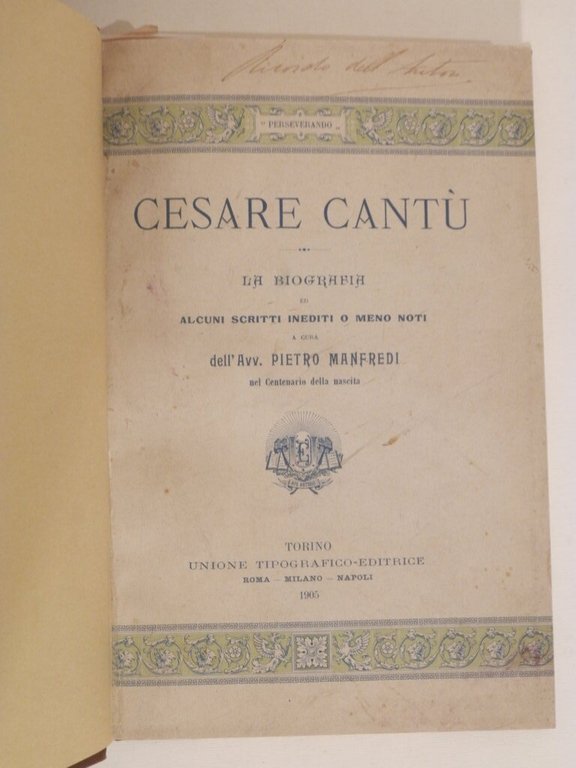 Ricordo dell'Autore
PERSEVERANDO
CESARE CANTÙ
LA BIOGRAFIA
ED
ALCUNI SCRITTI INEDITI O MENO NOTI
A CURA
dell'Avv. PIETRO MANFREDI
nel Centenario della nascita
TORINO
UNIONE TIPOGRAFICO-EDITRICE
ROMA – MILANO – NAPOLI
1905